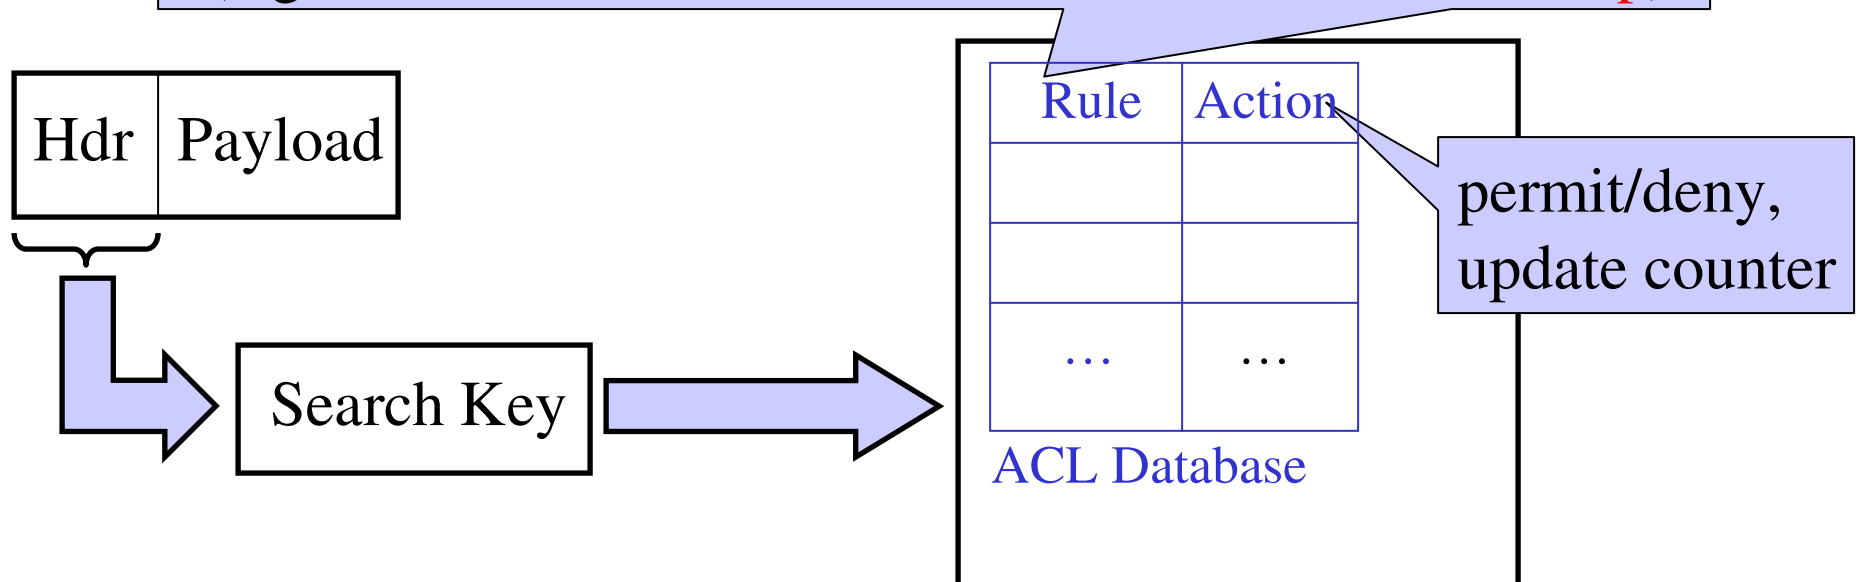 Hdr Payload
Rule Action
permit/deny,
update counter
… …
Search Key
ACL Database